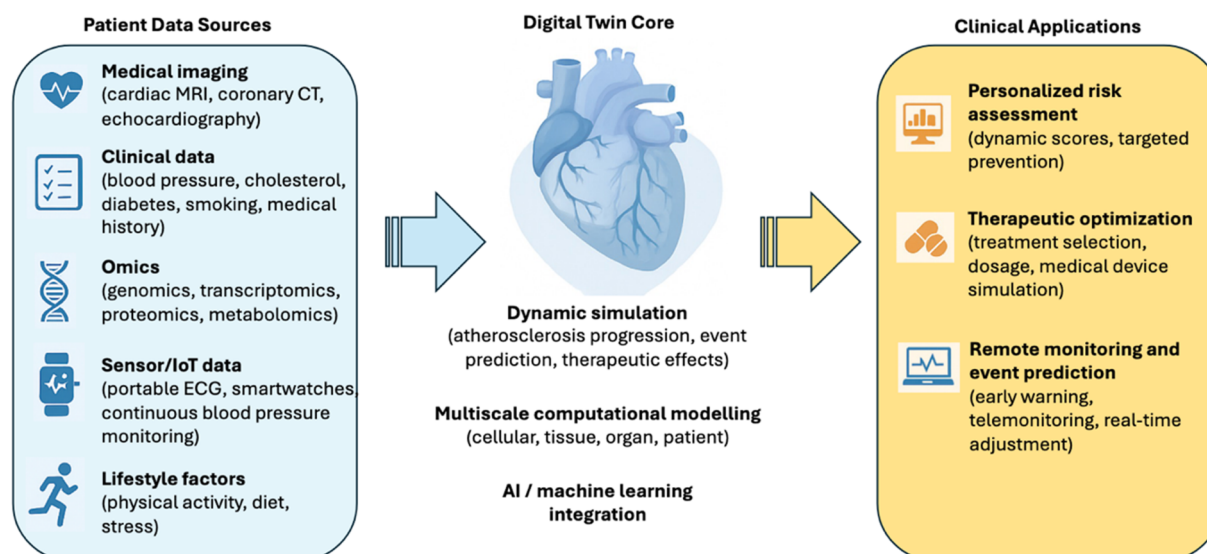 Patient Data Sources
Medical imaging
(cardiac MRI, coronary CT,
echocardiography)
Clinical data
(blood pressure, cholesterol,
diabetes, smoking, medical
history)
Omics
(genomics, transcriptomics,
proteomics, metabolomics)
Sensor/IoT data
(portable ECG, smartwatches,
continuous blood pressure
monitoring)
Lifestyle factors
(physical activity, diet,
stress)
Digital Twin Core
Dynamic simulation
(atherosclerosis progression, event
prediction, therapeutic effects)
Multiscale computational modelling
(cellular, tissue, organ, patient)
AI / machine learning
integration
Clinical Applications
Personalized risk
assessment
(dynamic scores, targeted
prevention)
Therapeutic optimization
(treatment selection,
dosage, medical device
simulation)
Remote monitoring and
event prediction
(early warning,
telemonitoring, real-time
adjustment)